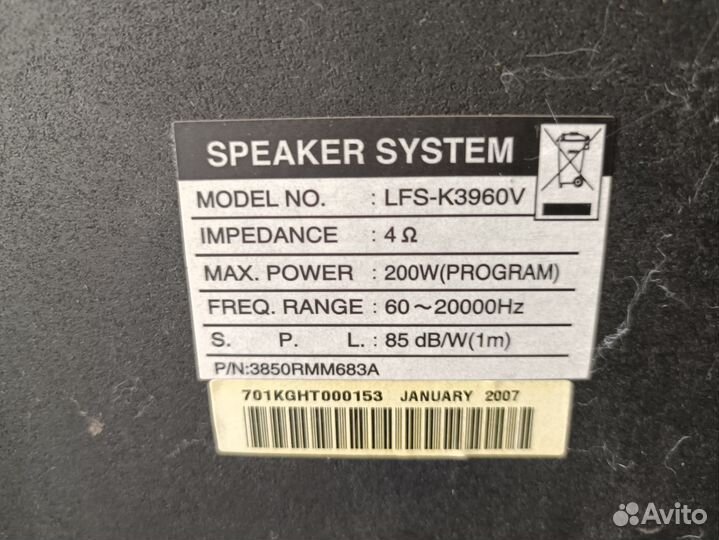 SPEAKER SYSTEM
MODEL NO. : LFS-K3960V
IMPEDANCE : 4 Ω
MAX. POWER : 200W(PROGRAM)
FREQ. RANGE : 60～20000Hz
S. P. L. : 85 dB/W(1m)
P/N:3850RMM683A
701KGHT000153 JANUARY 2007
Avito